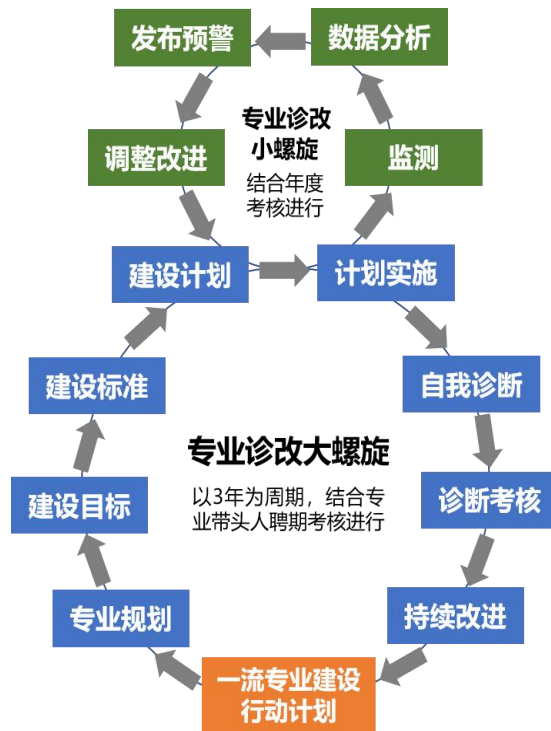 发布预警
数据分析
专业诊改
小螺旋
调整改进
监测
结合年度
考核进行
建设计划
计划实施
建设标准
自我诊断
专业诊改大螺旋
以3年为周期，结合专
业带头人聘期考核进行
建设目标
诊断考核
专业规划
持续改进
一流专业建设
行动计划